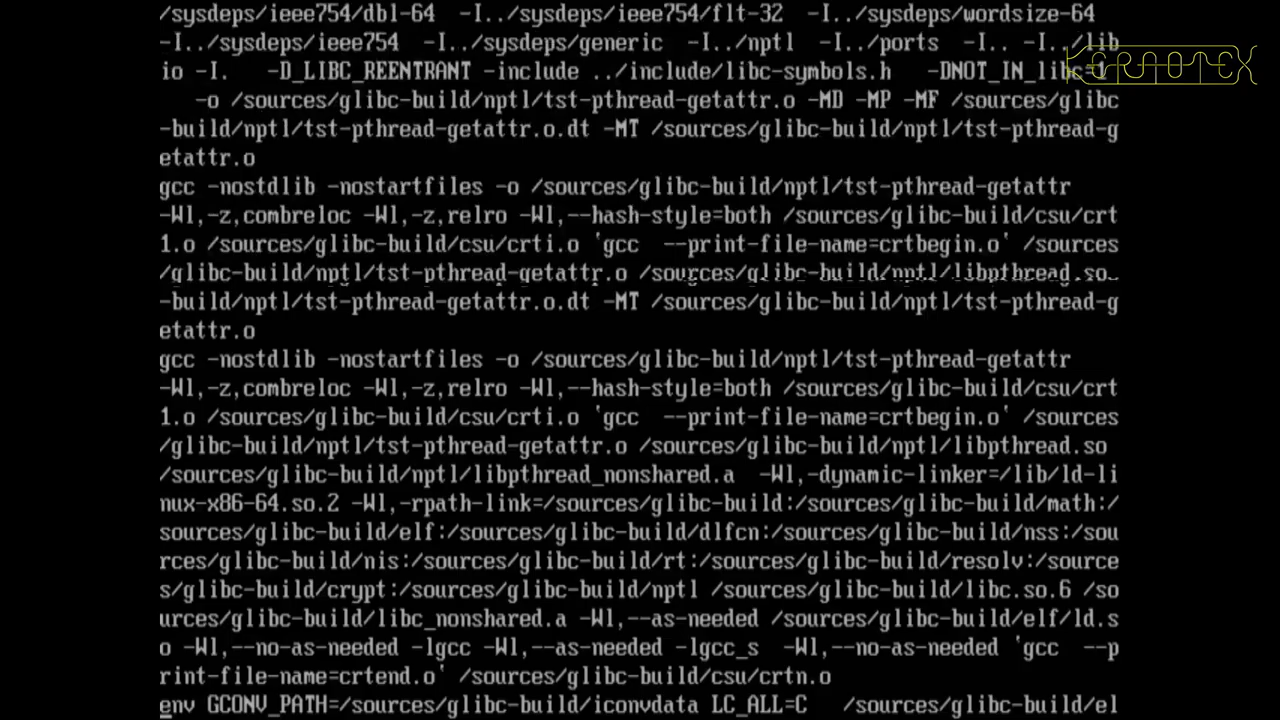 /sysdeps/ieee754/dbl-64  -I../sysdeps/ieee754/flt-32  -I../sysdeps/wordsize-64
-I../sysdeps/ieee754  -I../sysdeps/generic  -I../nptl  -I../ports  -I.. -I../lib
io -I.   -D_LIBC_REENTRANT -include ../include/libc-symbols.h   -DNOT_IN_libc=1
KERAOTEX
   -o /sources/glibc-build/nptl/tst-pthread-getattr.o -MD -MP -MF /sources/glibc
-build/nptl/tst-pthread-getattr.o.dt -MT /sources/glibc-build/nptl/tst-pthread-g
etattr.o
gcc -nostdlib -nostartfiles -o /sources/glibc-build/nptl/tst-pthread-getattr
-Wl,-z,combreloc -Wl,-z,relro -Wl,--hash-style=both /sources/glibc-build/csu/crt
1.o /sources/glibc-build/csu/crti.o `gcc  --print-file-name=crtbegin.o` /sources
/glibc-build/nptl/tst-pthread-getattr.o /sources/glibc-build/nptl/libpthread.so
-build/nptl/tst-pthread-getattr.o.dt -MT /sources/glibc-build/nptl/tst-pthread-g
etattr.o
gcc -nostdlib -nostartfiles -o /sources/glibc-build/nptl/tst-pthread-getattr
-Wl,-z,combreloc -Wl,-z,relro -Wl,--hash-style=both /sources/glibc-build/csu/crt
1.o /sources/glibc-build/csu/crti.o `gcc  --print-file-name=crtbegin.o` /sources
/glibc-build/nptl/tst-pthread-getattr.o /sources/glibc-build/nptl/libpthread.so
/sources/glibc-build/nptl/libpthread_nonshared.a  -Wl,-dynamic-linker=/lib/ld-li
nux-x86-64.so.2 -Wl,-rpath-link=/sources/glibc-build:/sources/glibc-build/math:/
sources/glibc-build/elf:/sources/glibc-build/dlfcn:/sources/glibc-build/nss:/sou
rces/glibc-build/nis:/sources/glibc-build/rt:/sources/glibc-build/resolv:/source
s/glibc-build/crypt:/sources/glibc-build/nptl /sources/glibc-build/libc.so.6 /so
urces/glibc-build/libc_nonshared.a -Wl,--as-needed /sources/glibc-build/elf/ld.s
o -Wl,--no-as-needed -lgcc -Wl,--as-needed -lgcc_s  -Wl,--no-as-needed `gcc  --p
rint-file-name=crtend.o` /sources/glibc-build/csu/crtn.o
env GCONV_PATH=/sources/glibc-build/iconvdata LC_ALL=C   /sources/glibc-build/el